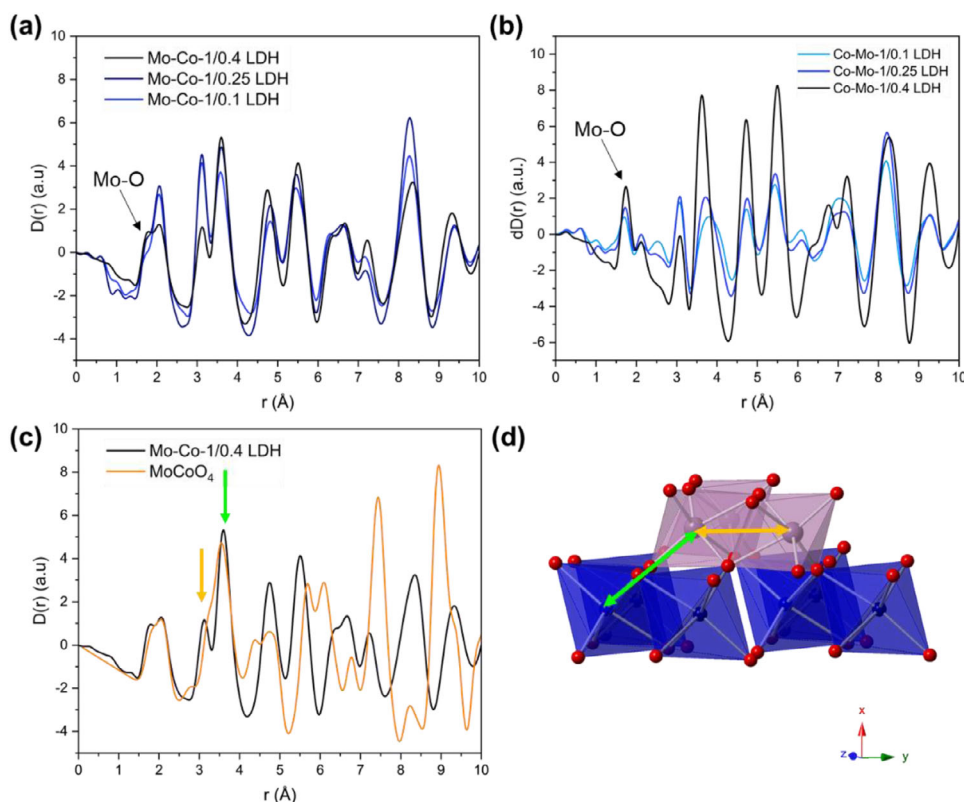 (a)
Mo-Co-1/0.4 LDH
Mo-Co-1/0.25 LDH
Mo-Co-1/0.1 LDH
Mo-O
D(r) (a.u)
10
8
6
4
2
0
-2
-4
0 1 2 3 4 5 6 7 8 9 10
r (Å)
(b)
Co-Mo-1/0.1 LDH
Co-Mo-1/0.25 LDH
Co-Mo-1/0.4 LDH
Mo-O
dD(r) (a.u.)
10
8
6
4
2
0
-2
-4
-6
0 1 2 3 4 5 6 7 8 9 10
r (Å)
(c)
Mo-Co-1/0.4 LDH
MoCoO₄
D(r) (a.u)
10
8
6
4
2
0
-2
-4
0 1 2 3 4 5 6 7 8 9 10
r (Å)
(d)
x
z
y